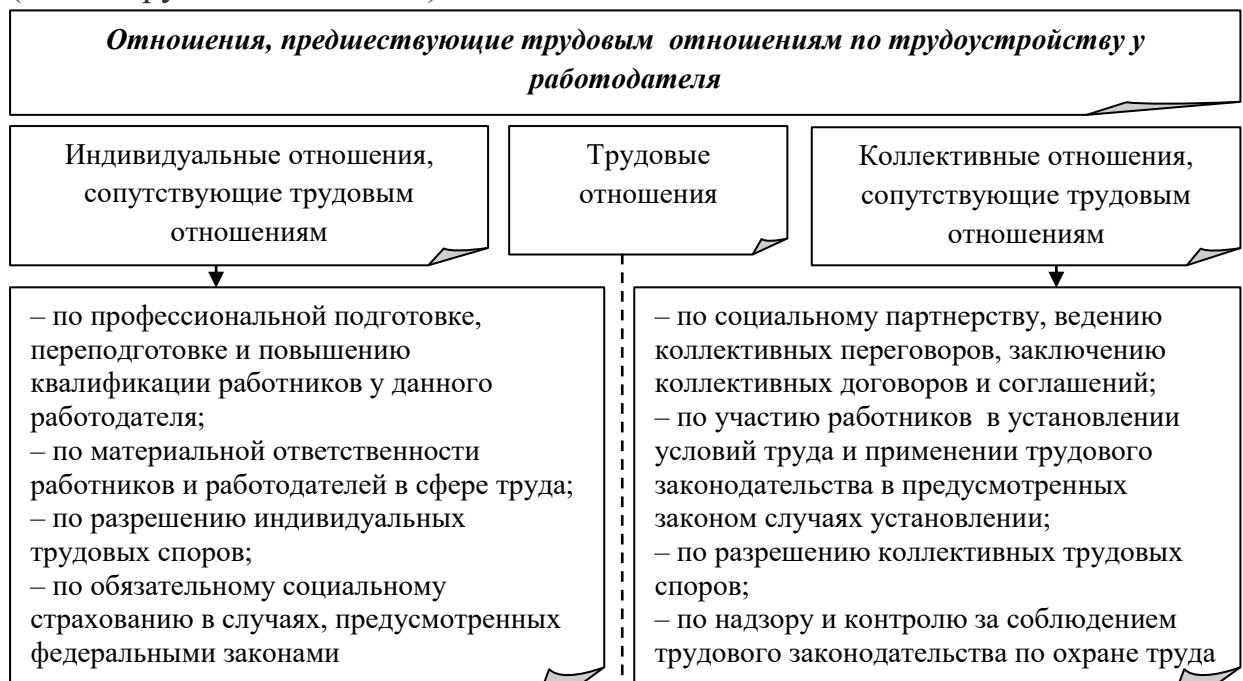 Отношения, предшествующие трудовым отношениям по трудоустройству у
работодателя
Индивидуальные отношения,
сопутствующие трудовым
отношениям
Трудовые
отношения
Коллективные отношения,
сопутствующие трудовым
отношениям
– по профессиональной подготовке,
переподготовке и повышению
квалификации работников у данного
работодателя;
– по материальной ответственности
работников и работодателей в сфере труда;
– по разрешению индивидуальных
трудовых споров;
– по обязательному социальному
страхованию в случаях, предусмотренных
федеральными законами
– по социальному партнерству, ведению
коллективных переговоров, заключению
коллективных договоров и соглашений;
– по участию работников в установлении
условий труда и применении трудового
законодательства в предусмотренных
законом случаях установлении;
– по разрешению коллективных трудовых
споров;
– по надзору и контролю за соблюдением
трудового законодательства по охране труда